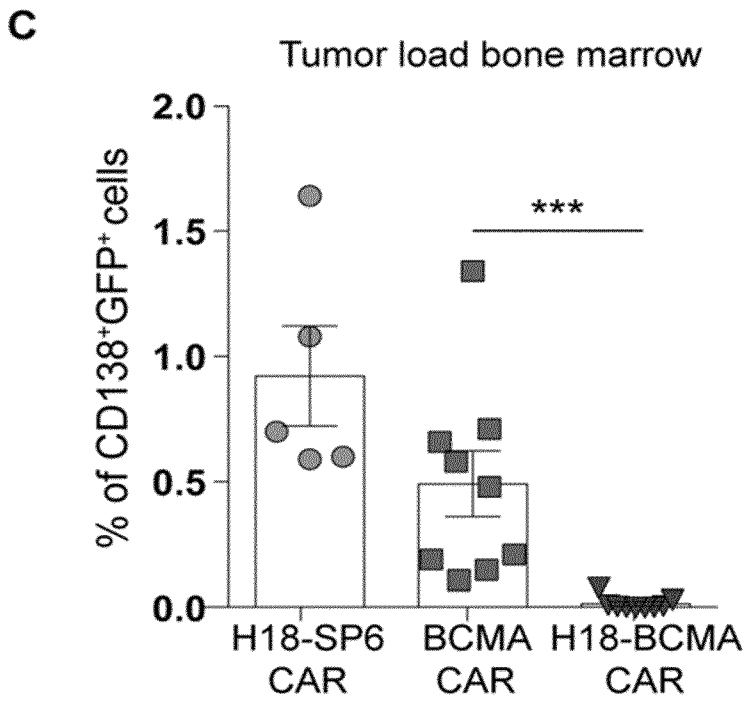 C
Tumor load bone marrow
% of CD138⁺GFP⁺ cells
2.0
1.5
1.0
0.5
0.0
***
H18-SP6 CAR
BCMA CAR
H18-BCMA CAR